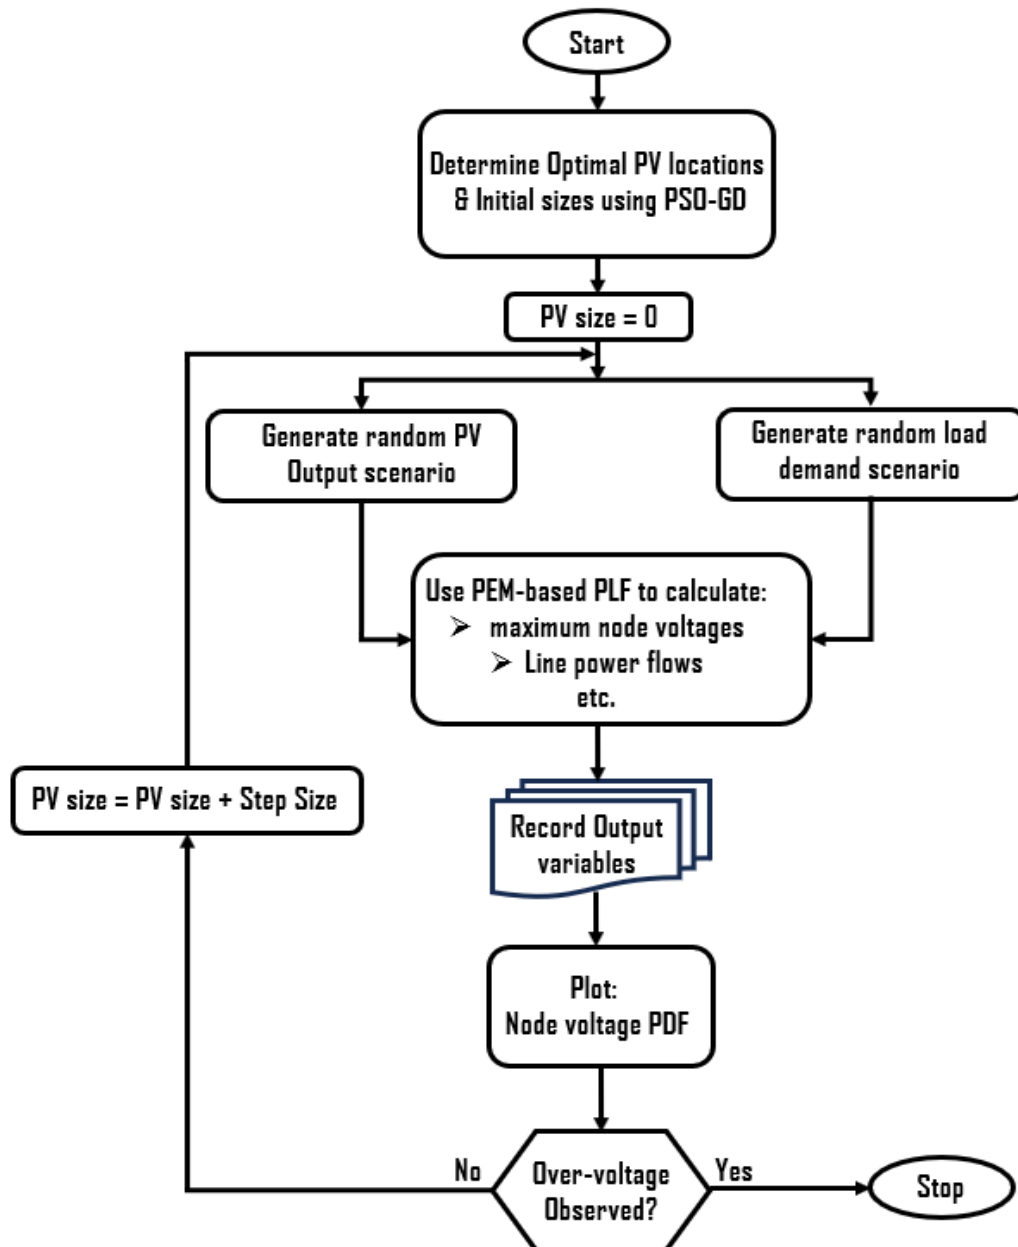 Start
Determine Optimal PV locations
& Initial sizes using PSO-GD
PV size = 0
Generate random PV
Output scenario
Generate random load
demand scenario
Use PEM-based PLF to calculate:
➢ maximum node voltages
➢ Line power flows
etc.
PV size = PV size + Step Size
Record Output
variables
Plot:
Node voltage PDF
No
Over-voltage
Observed?
Yes
Stop